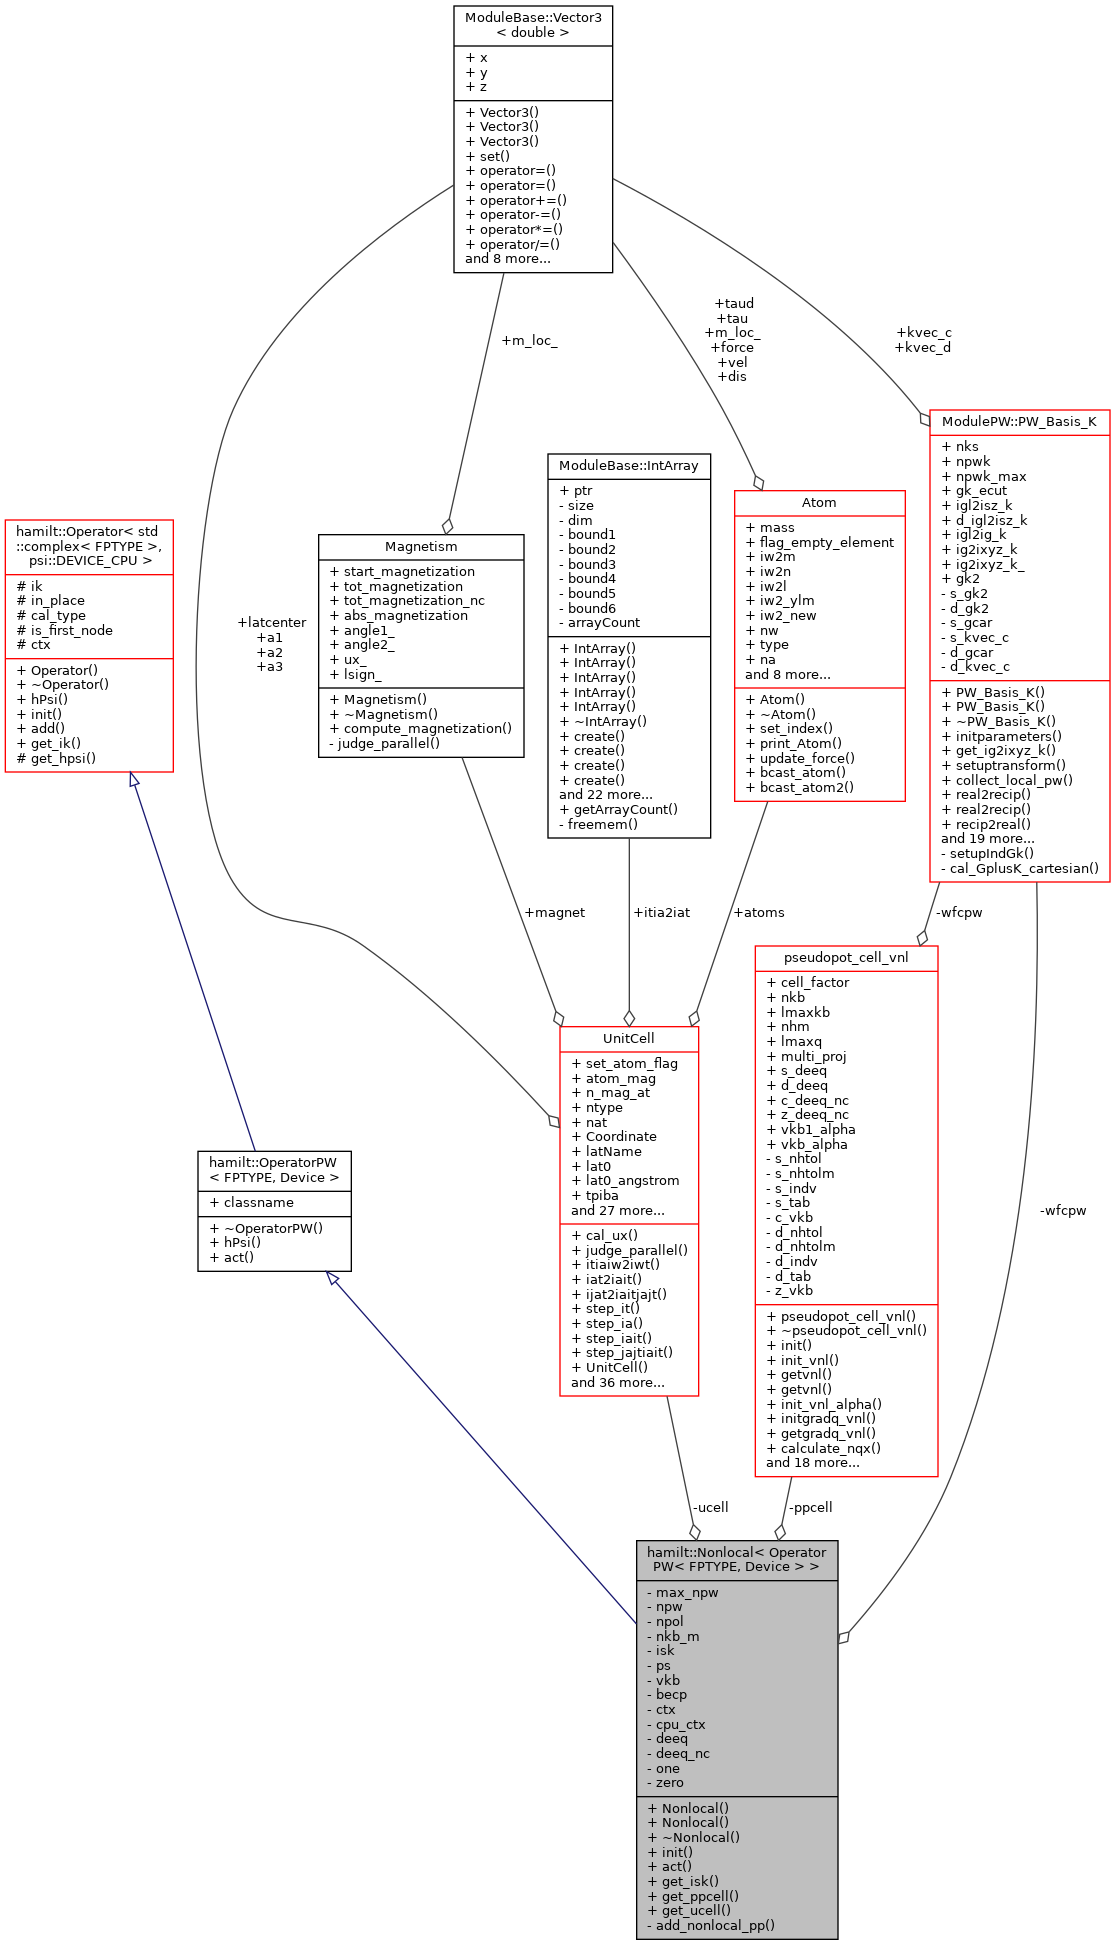 ModuleBase::Vector3
< double >
+ x
+ y
+ z
+ Vector3()
+ Vector3()
+ Vector3()
+ set()
+ operator=()
+ operator=()
+ operator+=()
+ operator-=()
+ operator*=()
+ operator/=()
and 8 more...
+m_loc_
+taud
+tau
+m_loc_
+force
+vel
+dis
+kvec_c
+kvec_d
ModulePW::PW_Basis_K
+ nks
+ npwk
+ npwk_max
+ gk_ecut
+ igl2isz_k
+ d_igl2isz_k
+ igl2ig_k
+ ig2ixyz_k
+ ig2ixyz_k_
+ gk2
- s_gk2
- d_gk2
- s_gcar
- s_kvec_c
- d_gcar
- d_kvec_c
+ PW_Basis_K()
+ PW_Basis_K()
+ ~PW_Basis_K()
+ initparameters()
+ get_ig2ixyz_k()
+ setuptransform()
+ collect_local_pw()
+ real2recip()
+ real2recip()
+ recip2real()
and 19 more...
- setupIndGk()
- cal_GplusK_cartesian()
ModuleBase::IntArray
+ ptr
- size
- dim
- bound1
- bound2
- bound3
- bound4
- bound5
- bound6
- arrayCount
+ IntArray()
+ IntArray()
+ IntArray()
+ IntArray()
+ IntArray()
+ ~IntArray()
+ create()
+ create()
+ create()
+ create()
and 22 more...
+ getArrayCount()
- freemem()
Atom
+ mass
+ flag_empty_element
+ iw2m
+ iw2n
+ iw2l
+ iw2_ylm
+ iw2_new
+ nw
+ type
+ na
and 8 more...
+ Atom()
+ ~Atom()
+ set_index()
+ print_Atom()
+ update_force()
+ bcast_atom()
+ bcast_atom2()
hamilt::Operator< std
::complex< FPTYPE >,
psi::DEVICE_CPU >
# ik
# in_place
# cal_type
# is_first_node
# ctx
+ Operator()
+ ~Operator()
+ hPsi()
+ init()
+ add()
+ get_ik()
# get_hpsi()
+latcenter
+a1
+a2
+a3
Magnetism
+ start_magnetization
+ tot_magnetization
+ tot_magnetization_nc
+ abs_magnetization
+ angle1_
+ angle2_
+ ux_
+ lsign_
+ Magnetism()
+ ~Magnetism()
+ compute_magnetization()
- judge_parallel()
+magnet
+itia2iat
+atoms
-wfcpw
pseudopot_cell_vnl
+ cell_factor
+ nkb
+ lmaxkb
+ nhm
+ lmaxq
+ multi_proj
+ s_deeq
+ d_deeq
+ c_deeq_nc
+ z_deeq_nc
+ vkb1_alpha
+ vkb_alpha
- s_nhtol
- s_nhtolm
- s_indv
- s_tab
- c_vkb
- d_nhtol
- d_nhtolm
- d_indv
- d_tab
- z_vkb
+ pseudopot_cell_vnl()
+ ~pseudopot_cell_vnl()
+ init()
+ init_vnl()
+ getvnl()
+ getvnl()
+ init_vnl_alpha()
+ initgradq_vnl()
+ getgradq_vnl()
+ calculate_nqx()
and 18 more...
UnitCell
+ set_atom_flag
+ atom_mag
+ n_mag_at
+ ntype
+ nat
+ Coordinate
+ latName
+ lat0
+ lat0_angstrom
+ tpiba
and 27 more...
+ cal_ux()
+ judge_parallel()
+ itiaiw2iwt()
+ iat2iait()
+ ijat2iaitjajt()
+ step_it()
+ step_ia()
+ step_iait()
+ step_jajtiait()
+ UnitCell()
and 36 more...
hamilt::OperatorPW
< FPTYPE, Device >
+ classname
+ ~OperatorPW()
+ hPsi()
+ act()
-wfcpw
-ucell
-ppcell
hamilt::Nonlocal< Operator
PW< FPTYPE, Device > >
- max_npw
- npw
- npol
- nkb_m
- isk
- ps
- vkb
- becp
- ctx
- cpu_ctx
- deeq
- deeq_nc
- one
- zero
+ Nonlocal()
+ Nonlocal()
+ ~Nonlocal()
+ init()
+ act()
+ get_isk()
+ get_ppcell()
+ get_ucell()
- add_nonlocal_pp()